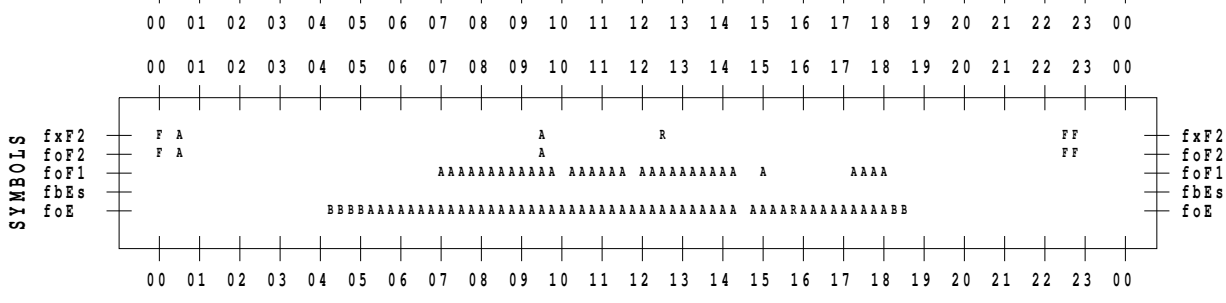 00 01 02 03 04 05 06 07 08 09 10 11 12 13 14 15 16 17 18 19 20 21 22 23 00
00 01 02 03 04 05 06 07 08 09 10 11 12 13 14 15 16 17 18 19 20 21 22 23 00
SYMBOLS
fxF2 F A A R FF fxF2
foF2 F A A FF foF2
foF1 AAAAAAAAAAAA AAAAAA AAAAAAAAAA A AAAA foF1
fbEs fbEs
foE BBBBAAAAAAAAAAAAAAAAAAAAAAAAAAAAAAAAAAAAA AAAARAAAAAAAAABB foE
00 01 02 03 04 05 06 07 08 09 10 11 12 13 14 15 16 17 18 19 20 21 22 23 00